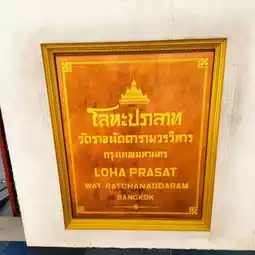 โลหะปราสาท
วัดราชนัดดารามวรวิหาร
กรุงเทพมหานคร
LOHA PRASAT
WAT RATCHANADDARAM
BANGKOK